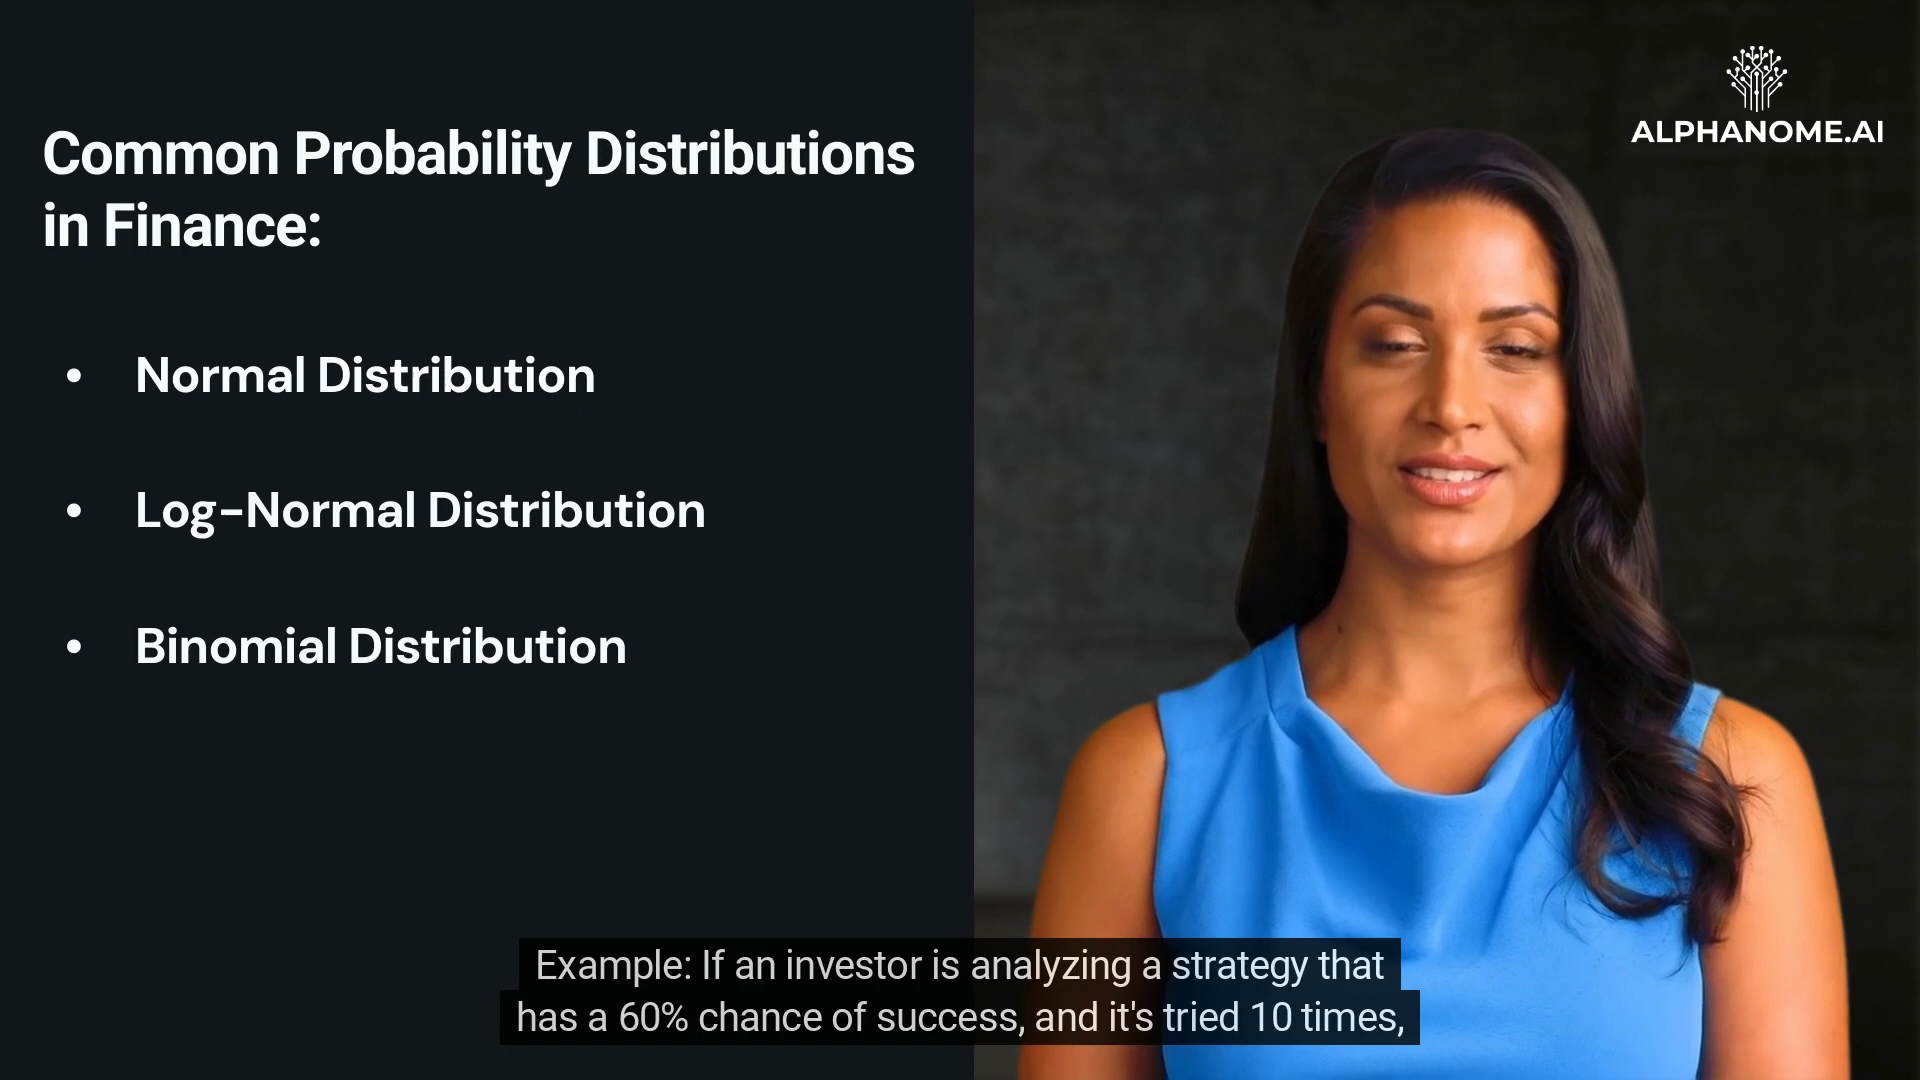 ALPHANOME.AI
Common Probability Distributions
in Finance:
• Normal Distribution
• Log-Normal Distribution
• Binomial Distribution
Example: If an investor is analyzing a strategy that
has a 60% chance of success, and it's tried 10 times,